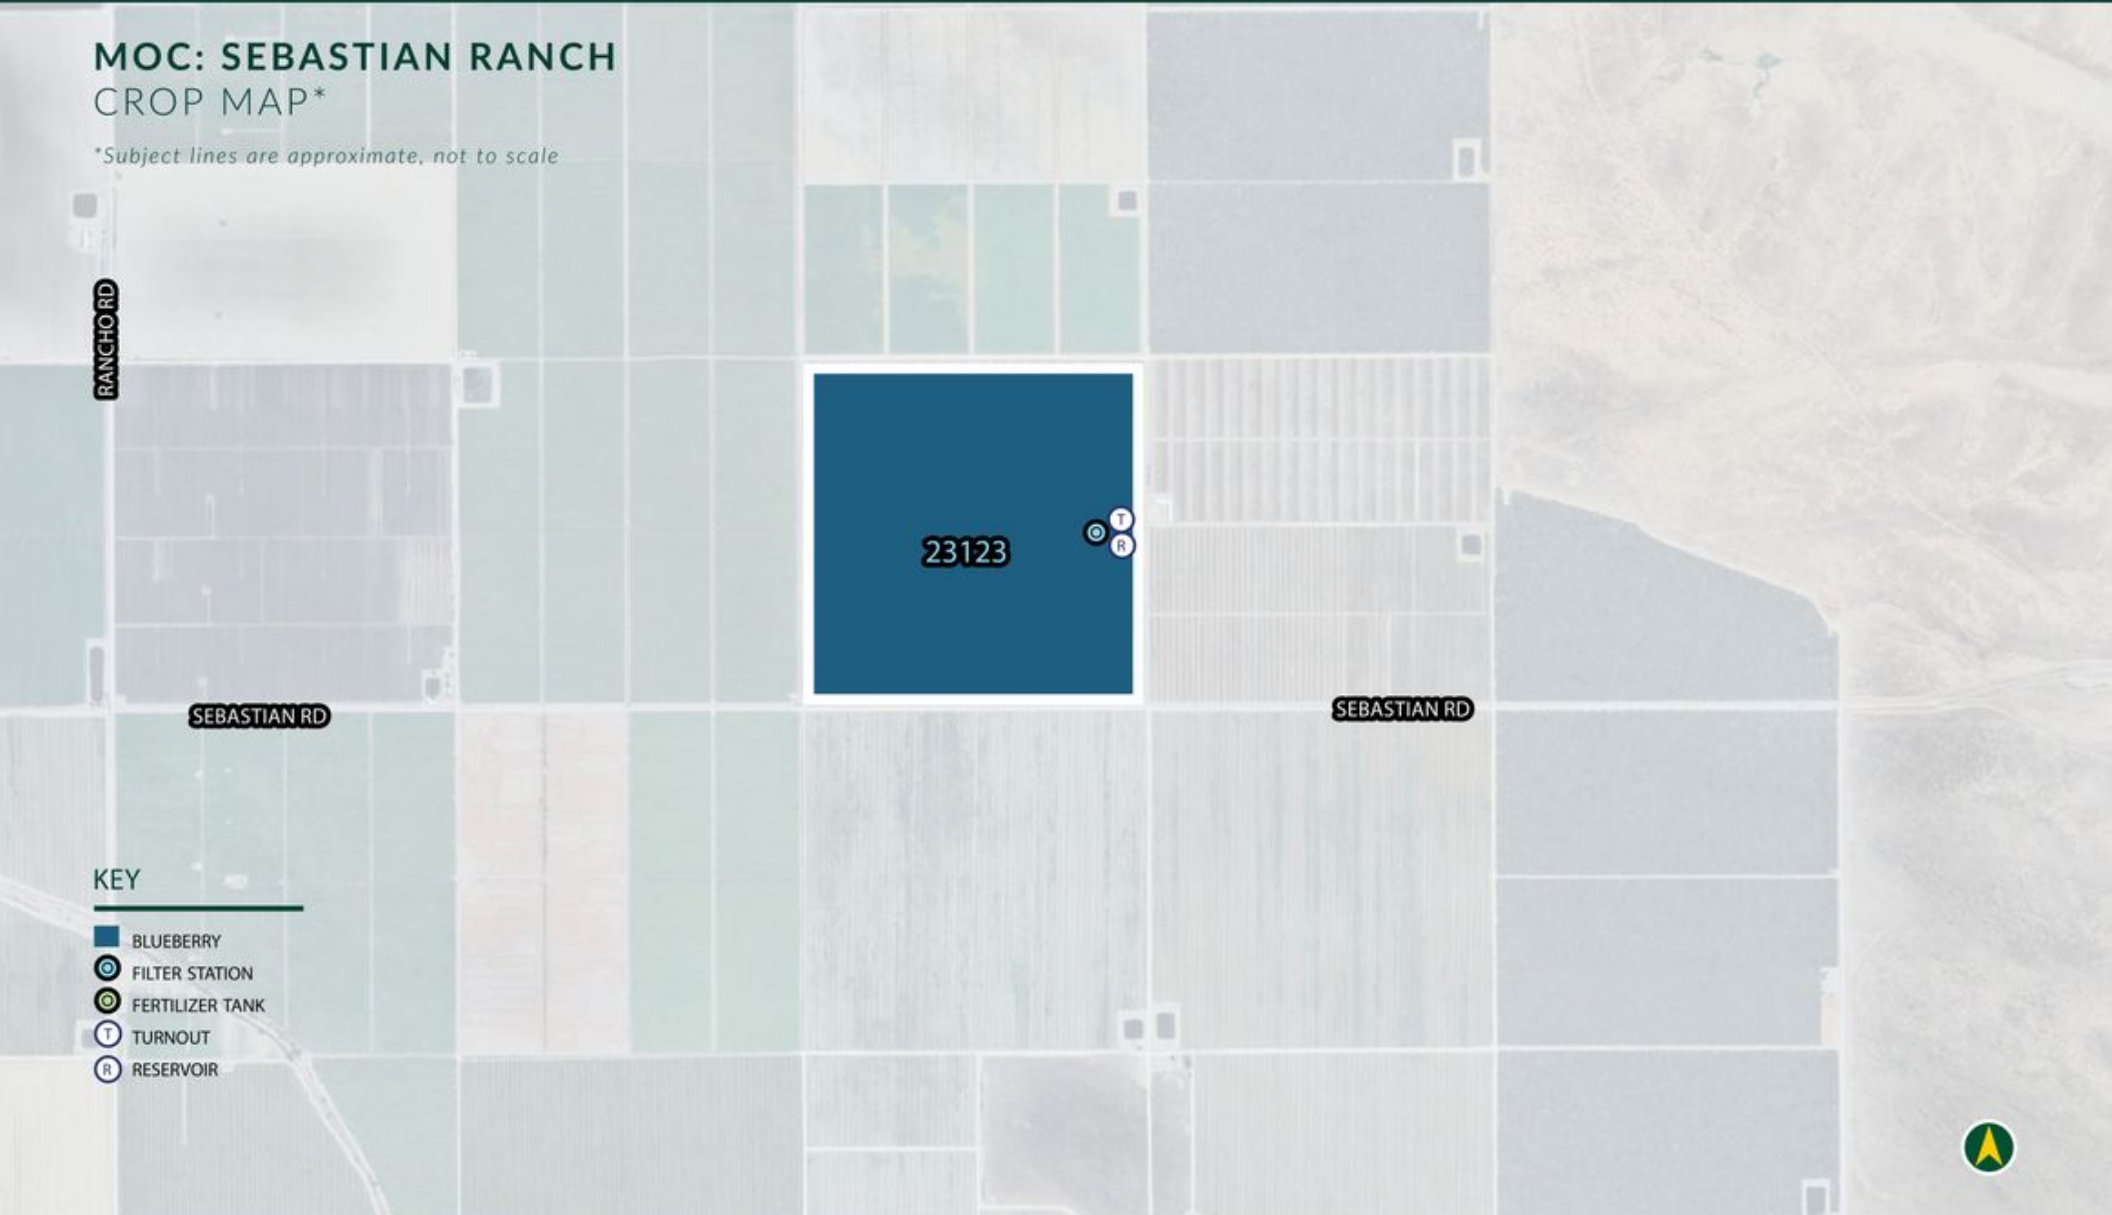 MOC: SEBASTIAN RANCH
CROP MAP*
*Subject lines are approximate, not to scale
RANCHO RD
23123
T
R
SEBASTIAN RD
SEBASTIAN RD
KEY
BLUEBERRY
FILTER STATION
FERTILIZER TANK
T TURNOUT
R RESERVOIR